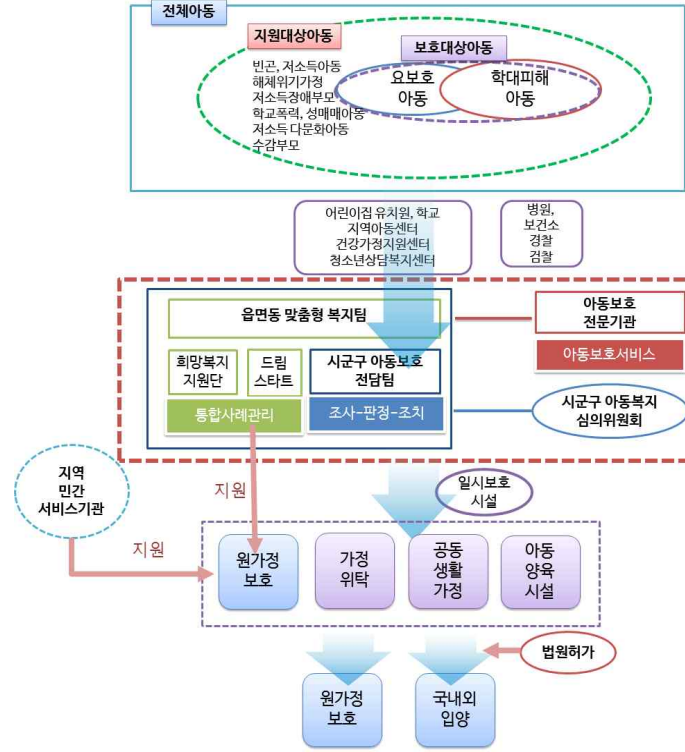 전체아동
지원대상아동
보호대상아동
빈곤, 저소득아동
해체위기가정
저소득장애부모
학교폭력, 성매매아동
저소득 다문화아동
수감부모
요보호
아동
학대피해
아동
어린이집 유치원, 학교
지역아동센터
건강가정지원센터
청소년상담복지센터
병원,
보건소
경찰
검찰
읍면동 맞춤형 복지팀
아동보호
전문기관
아동보호서비스
희망복지
지원단
드림
스타트
시군구 아동보호
전담팀
통합사례관리
조사-판정-조치
시군구 아동복지
심의위원회
지역
민간
서비스기관
지원
일시보호
시설
지원
원가정
보호
가정
위탁
공동
생활
가정
아동
양육
시설
법원허가
원가정
보호
국내외
입양